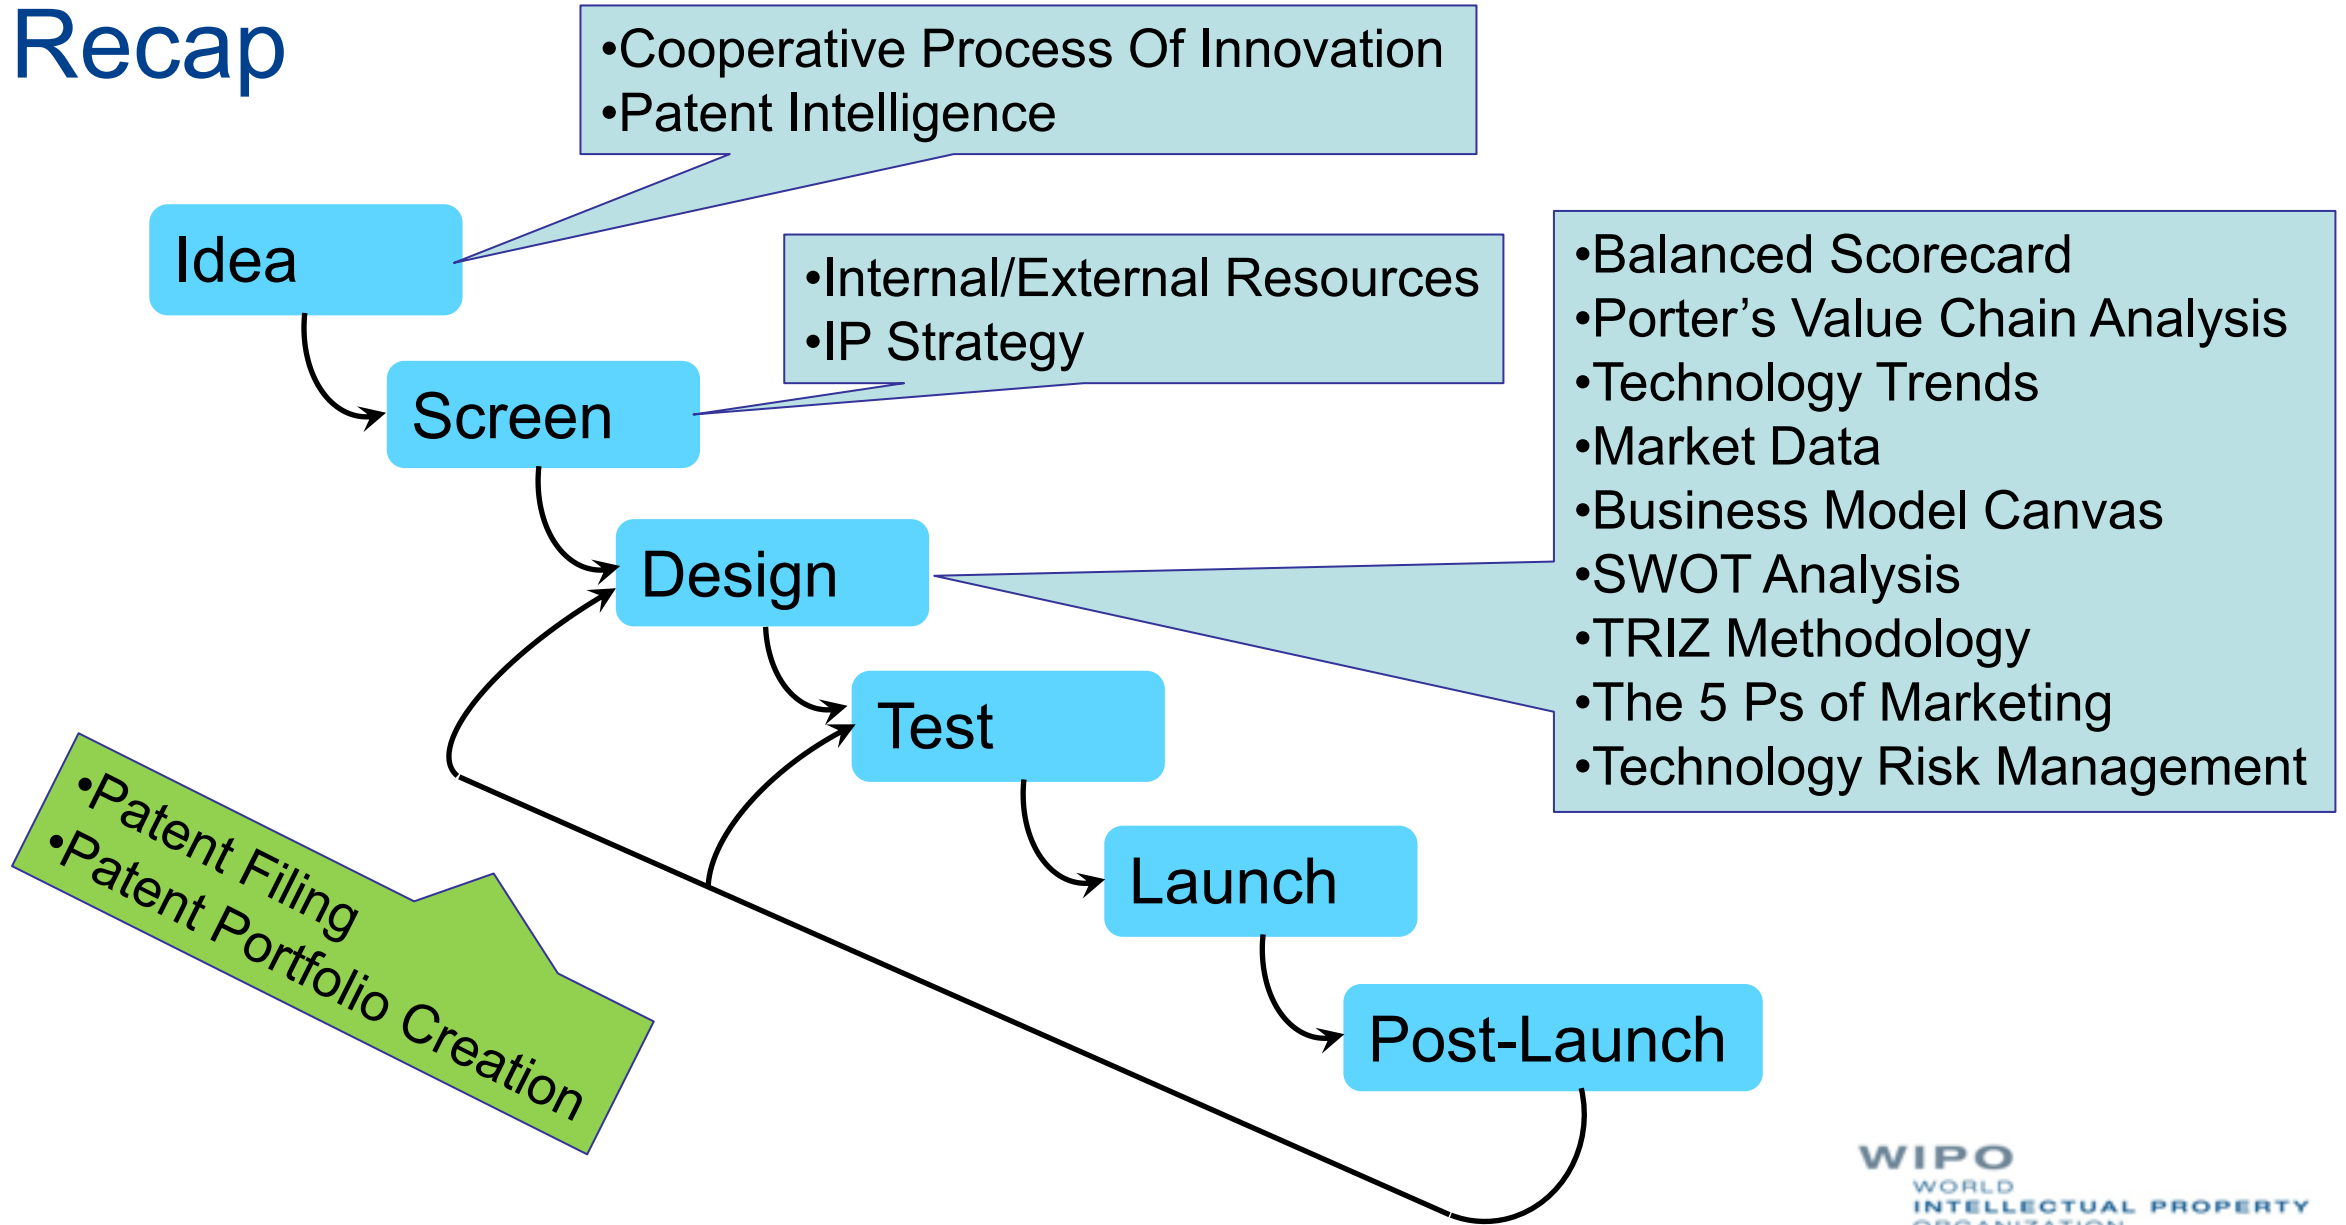 Recap
•Cooperative Process Of Innovation
•Patent Intelligence
Idea
•Internal/External Resources
•IP Strategy
Screen
•Balanced Scorecard
•Porter’s Value Chain Analysis
•Technology Trends
•Market Data
•Business Model Canvas
•SWOT Analysis
•TRIZ Methodology
•The 5 Ps of Marketing
•Technology Risk Management
Design
Test
•Patent Filing
•Patent Portfolio Creation
Launch
Post-Launch
WIPO
WORLD
INTELLECTUAL PROPERTY
ORGANIZATION